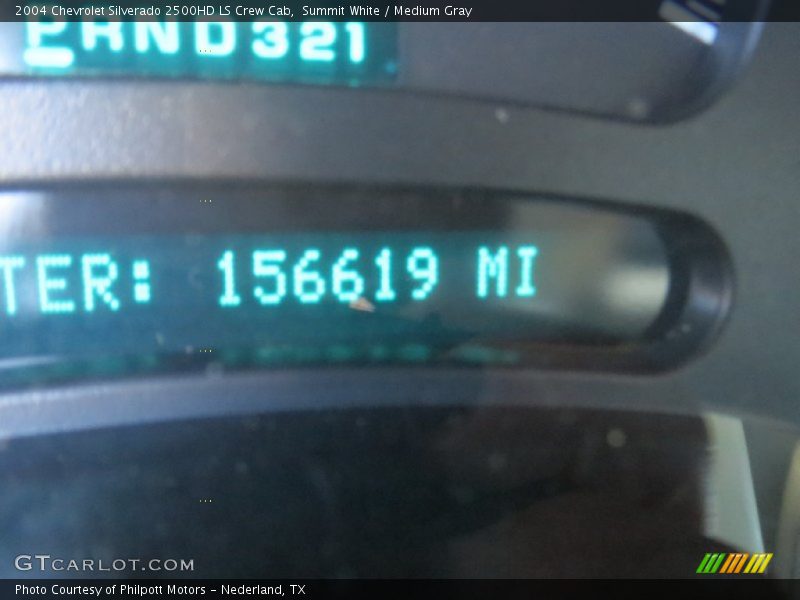 2004 Chevrolet Silverado 2500HD LS Crew Cab, Summit White / Medium Gray
PRND321
TER: 156619 MI
GTCARLOT.COM
Photo Courtesy of Philpott Motors - Nederland, TX